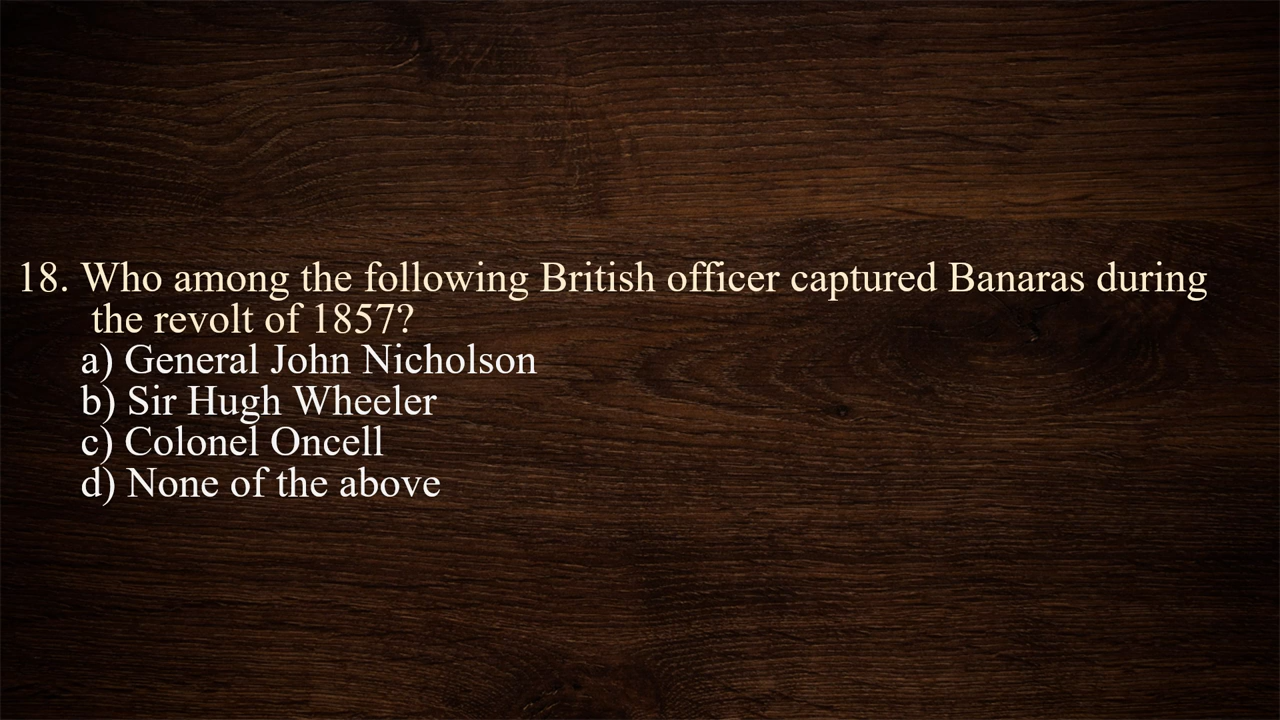 18. Who among the following British officer captured Banaras during
the revolt of 1857?
a) General John Nicholson
b) Sir Hugh Wheeler
c) Colonel Oncell
d) None of the above